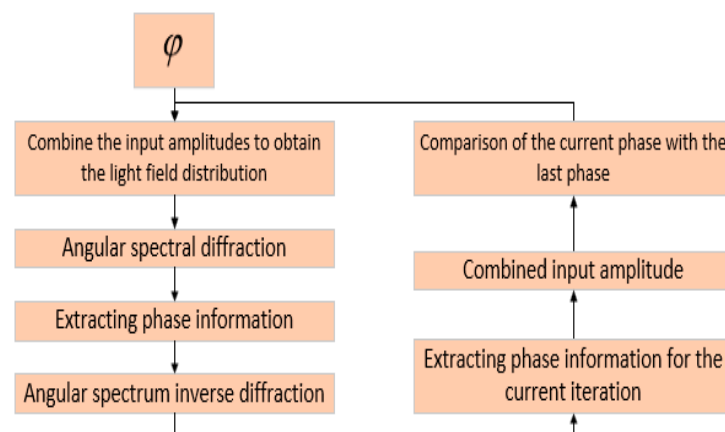 φ
Combine the input amplitudes to obtain
the light field distribution
Angular spectral diffraction
Extracting phase information
Angular spectrum inverse diffraction
Comparison of the current phase with the
last phase
Combined input amplitude
Extracting phase information for the
current iteration